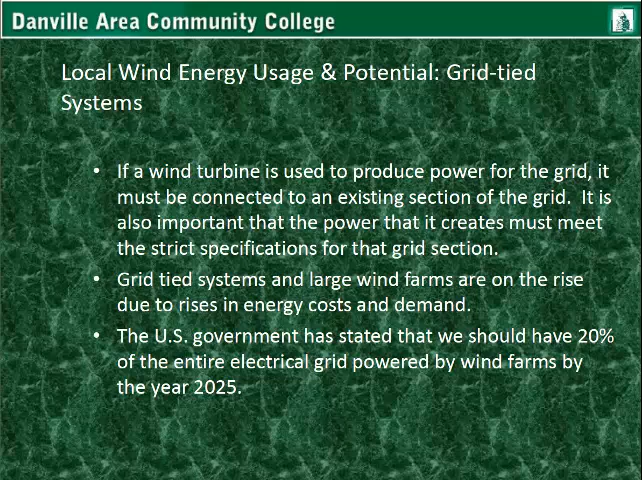 Danville Area Community College
Local Wind Energy Usage & Potential: Grid-tied
Systems
• If a wind turbine is used to produce power for the grid, it
must be connected to an existing section of the grid.  It is
also important that the power that it creates must meet
the strict specifications for that grid section.
• Grid tied systems and large wind farms are on the rise
due to rises in energy costs and demand.
• The U.S. government has stated that we should have 20%
of the entire electrical grid powered by wind farms by
the year 2025.